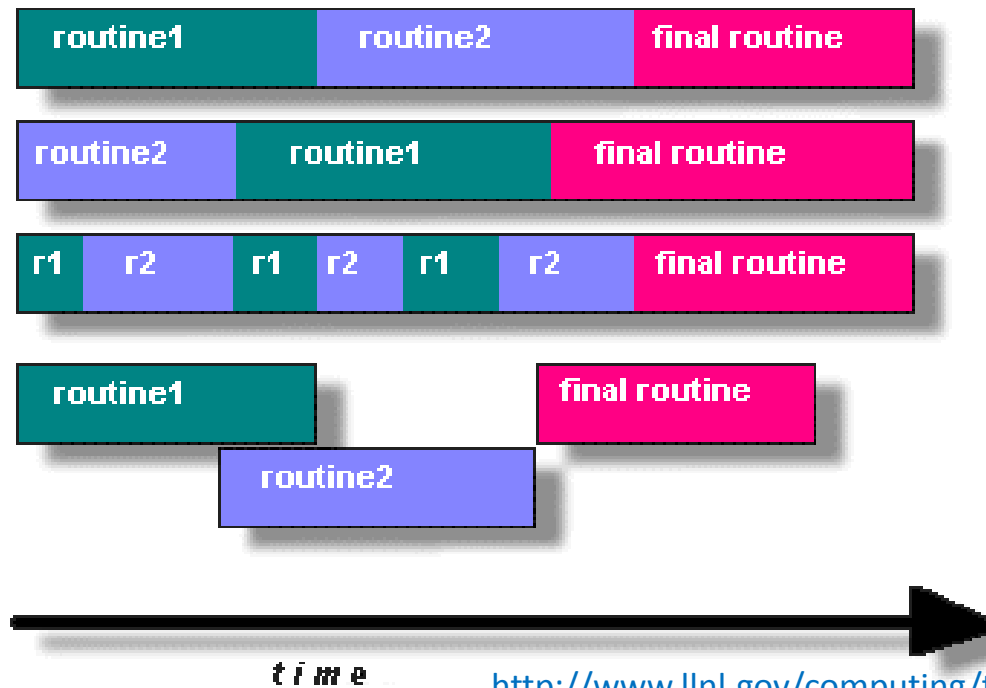 routine1 routine2 final routine
routine2 routine1 final routine
r1 r2 r1 r2 r1 r2 final routine
routine1 final routine
routine2
time
http://www.llnl.gov/computing/